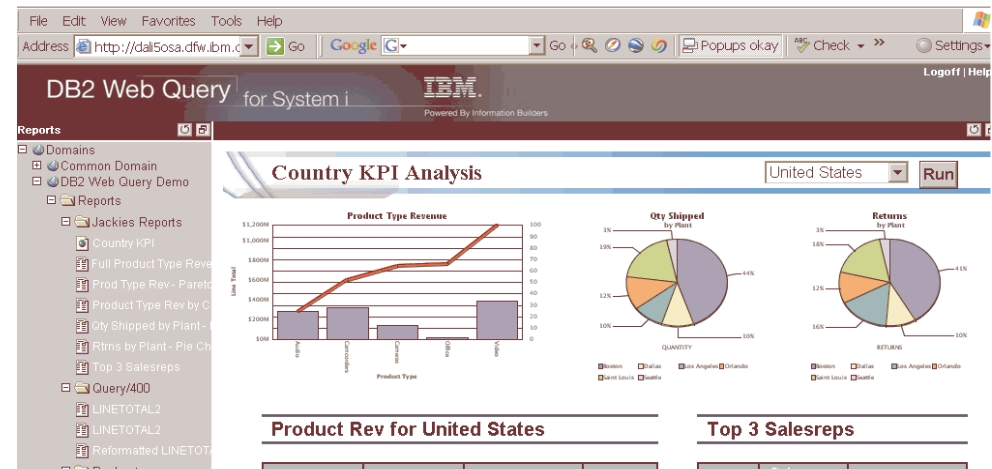 File Edit View Favorites Tools Help
Address http://dali5osa.dfw.ibm.c Go Google G Go Popups okay Check » Settings
Logoff | Help
DB2 Web Query for System i
IBM.
Powered By Information Builders
Reports
Domains
Common Domain
DB2 Web Query Demo
Reports
Jackies Reports
Country KPI
Full Product Type Reve
Prod Type Rev - Pareto
Product Type Rev by C
Qty Shipped by Plant -
Rtrns by Plant - Pie Ch
Top 3 Salesreps
Query/400
LINETOTAL2
LINETOTAL2
Reformatted LINETOT
Country KPI Analysis
United States
Run
Product Type Revenue
$1,200M
$1,000M
$800M
$600M
$400M
$200M
$0M
Line Total
100
90
80
70
60
50
40
30
20
10
0
Audio
Camcorders
Cameras
Office
Video
Product Type
Qty Shipped
by Plant
3%
19%
12%
10%
44%
10%
QUANTITY
Boston Dallas Los Angeles Orlando
Saint Louis Seattle
Returns
by Plant
3%
14%
12%
16%
41%
10%
RETURNS
Boston Dallas Los Angeles Orlando
Saint Louis Seattle
Product Rev for United States
Top 3 Salesreps